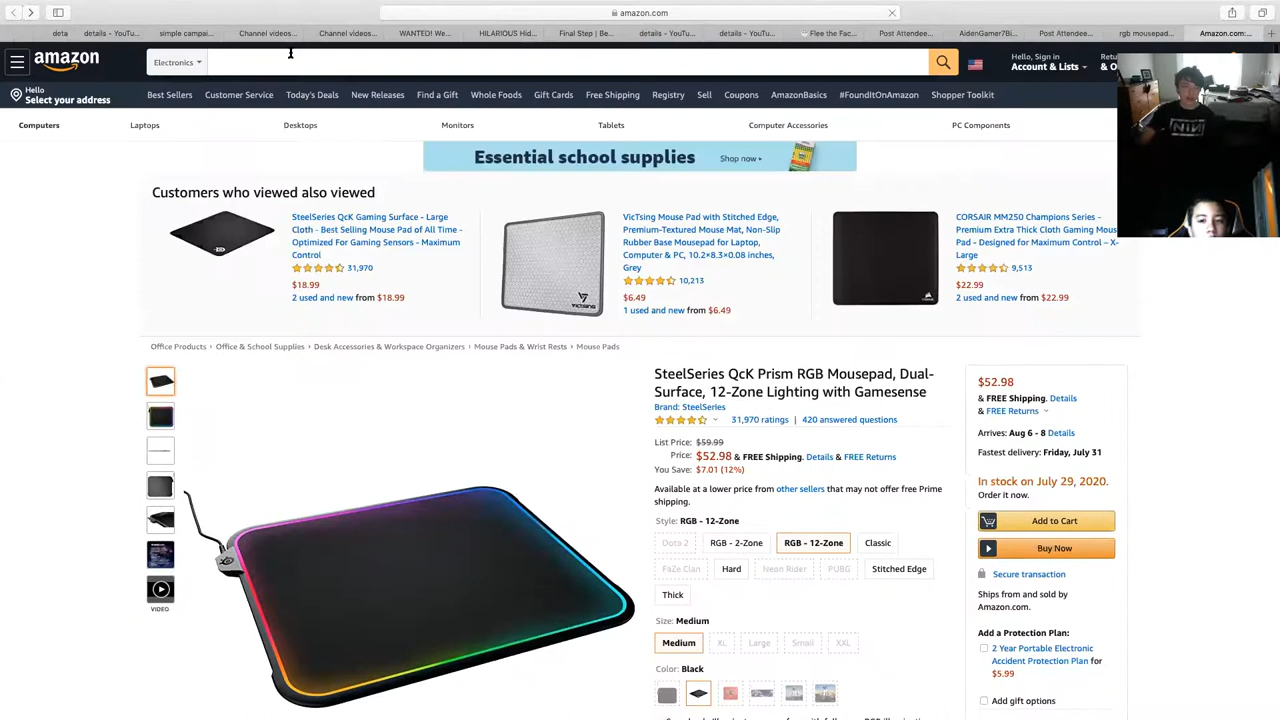 amazon.com
deta
details - YouTu...
simple campai...
Channel videos...
Channel videos...
WANTED! We...
HILARIOUS Hid...
Final Step | Be...
details - YouTu...
details - YouTu...
Flee the Fac...
Post Attendee...
AidenGamer7Bi...
Post Attendee...
rgb mousepad...
Amazon.com:...
amazon
Electronics
Hello, Sign in
Account & Lists
Retu
& O
Hello
Select your address
Best Sellers
Customer Service
Today's Deals
New Releases
Find a Gift
Whole Foods
Gift Cards
Free Shipping
Registry
Sell
Coupons
AmazonBasics
#FoundItOnAmazon
Shopper Toolkit
Computers
Laptops
Desktops
Monitors
Tablets
Computer Accessories
PC Components
Essential school supplies
Shop now
Customers who viewed also viewed
SteelSeries QcK Gaming Surface - Large
Cloth - Best Selling Mouse Pad of All Time -
Optimized For Gaming Sensors - Maximum
Control
31,970
$18.99
2 used and new from $18.99
VICTSING
VicTsing Mouse Pad with Stitched Edge,
Premium-Textured Mouse Mat, Non-Slip
Rubber Base Mousepad for Laptop,
Computer & PC, 10.2×8.3×0.08 inches,
Grey
10,213
$6.49
1 used and new from $6.49
CORSAIR MM250 Champions Series -
Premium Extra Thick Cloth Gaming Mous
Pad - Designed for Maximum Control – X-
Large
9,513
$22.99
2 used and new from $22.99
NIN
Office Products › Office & School Supplies › Desk Accessories & Workspace Organizers › Mouse Pads & Wrist Rests › Mouse Pads
VIDEO
SteelSeries QcK Prism RGB Mousepad, Dual-
Surface, 12-Zone Lighting with Gamesense
Brand: SteelSeries
31,970 ratings | 420 answered questions
List Price: $59.99
Price: $52.98 & FREE Shipping. Details & FREE Returns
You Save: $7.01 (12%)
Available at a lower price from other sellers that may not offer free Prime
shipping.
Style: RGB - 12-Zone
Dota 2
RGB - 2-Zone
RGB - 12-Zone
Classic
FaZe Clan
Hard
Neon Rider
PUBG
Stitched Edge
Thick
Size: Medium
Medium
XL
Large
Small
XXL
Color: Black
$52.98
& FREE Shipping. Details
& FREE Returns
Arrives: Aug 6 - 8 Details
Fastest delivery: Friday, July 31
In stock on July 29, 2020.
Order it now.
Add to Cart
Buy Now
Secure transaction
Ships from and sold by
Amazon.com.
Add a Protection Plan:
2 Year Portable Electronic
Accident Protection Plan for
$5.99
Add gift options